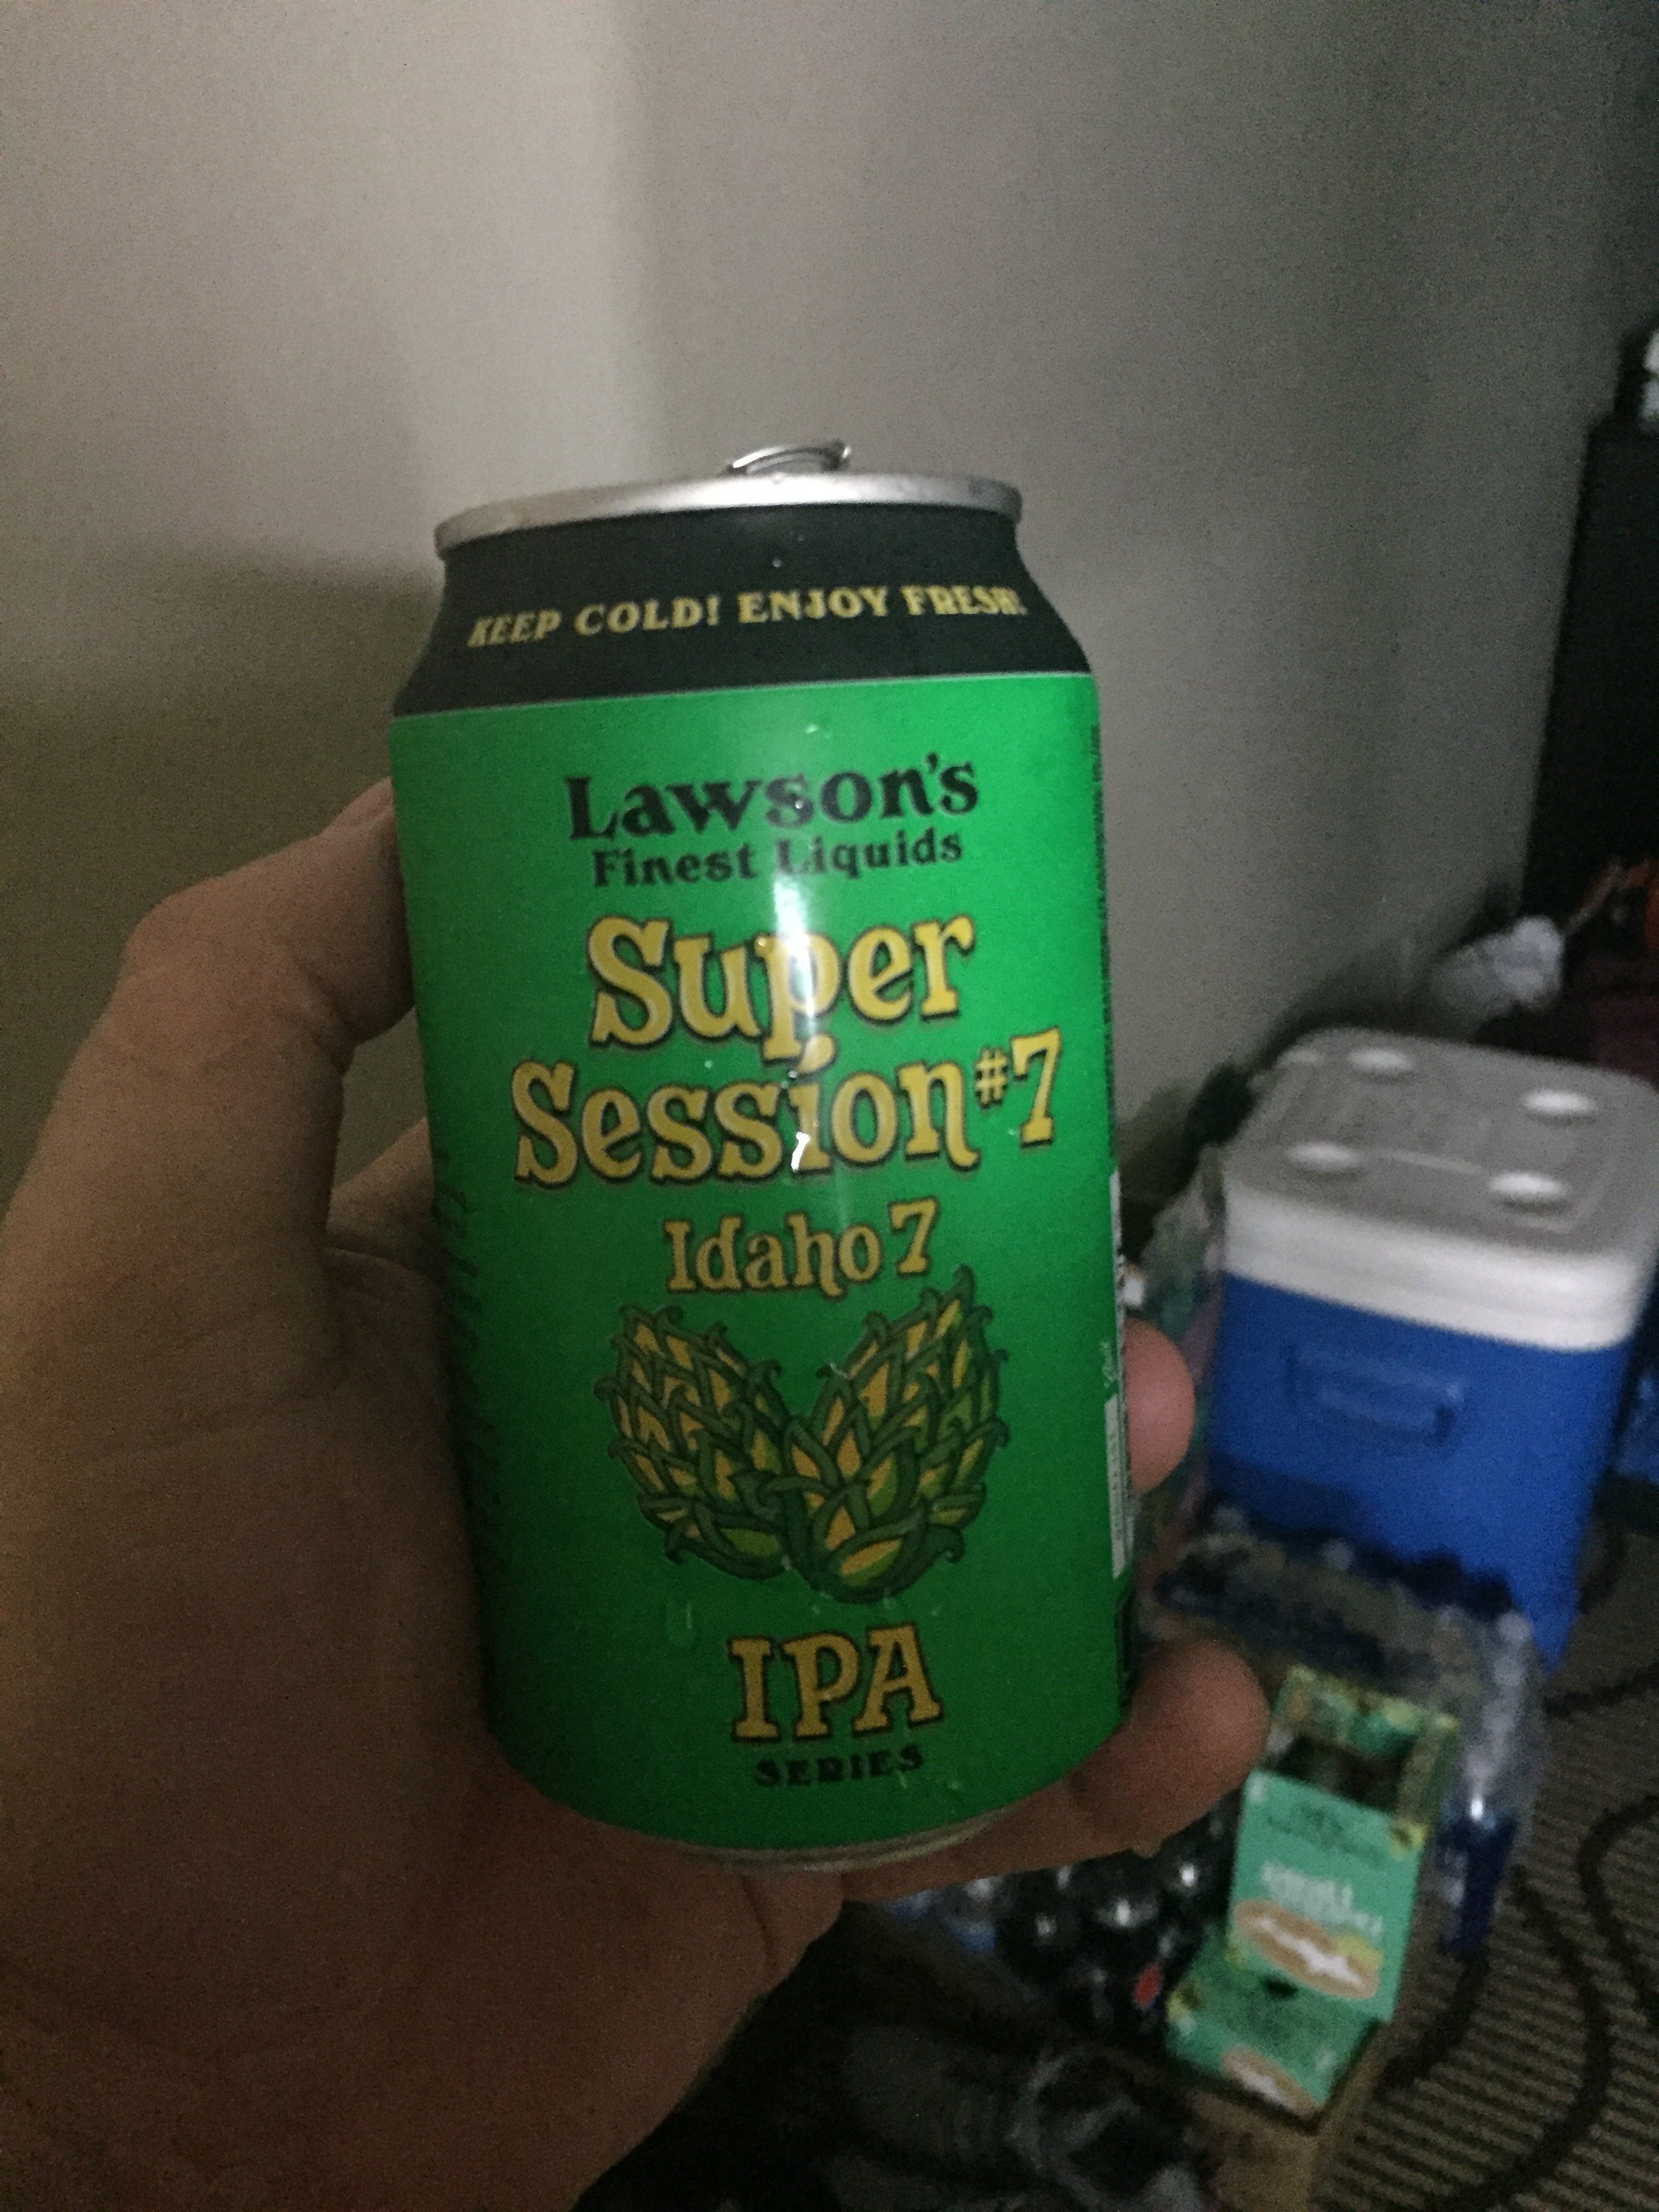 KEEP COLD! ENJOY FRESH!
Lawson's
Finest Liquids
Super
Session #7
Idaho 7
IPA
SERIES